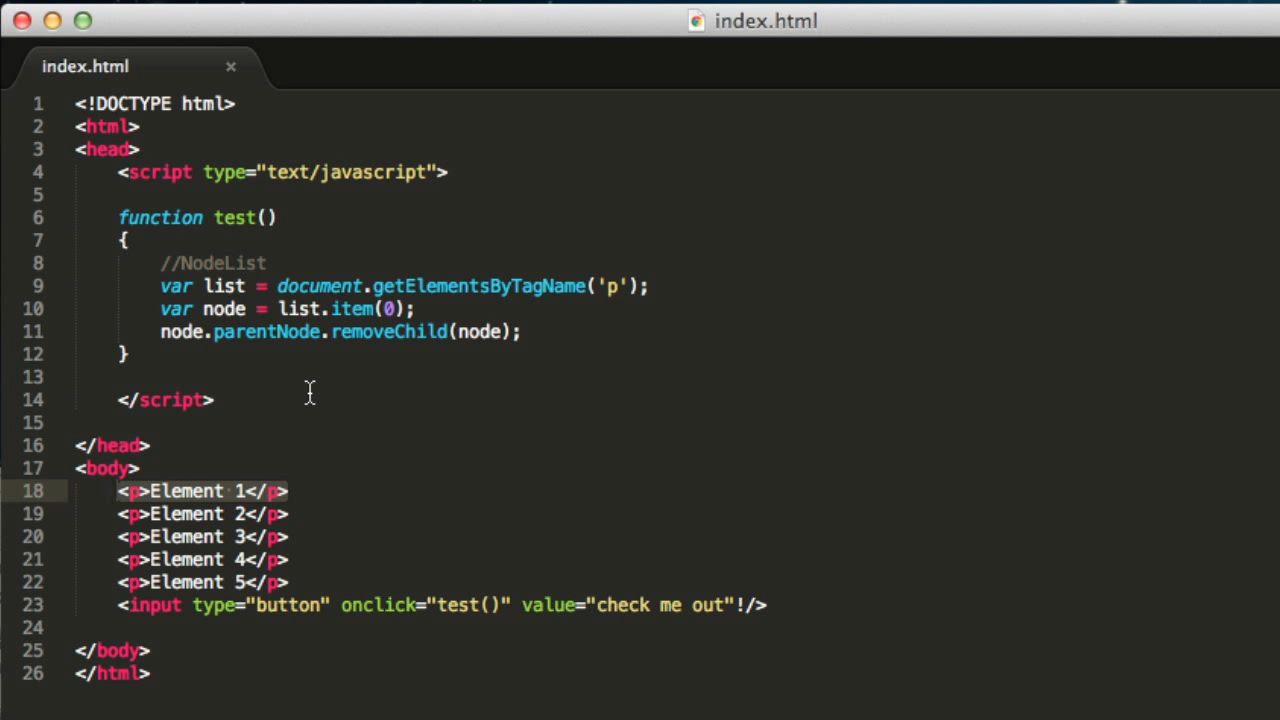 index.html
index.html ×
1 <!DOCTYPE html>
2 <html>
3 <head>
4 <script type="text/javascript">
5
6 function test()
7 {
8 //NodeList
9 var list = document.getElementsByTagName('p');
10 var node = list.item(0);
11 node.parentNode.removeChild(node);
12 }
13
14 </script>
15
16 </head>
17 <body>
18 <p>Element 1</p>
19 <p>Element 2</p>
20 <p>Element 3</p>
21 <p>Element 4</p>
22 <p>Element 5</p>
23 <input type="button" onclick="test()" value="check me out"!/>
24
25 </body>
26 </html>